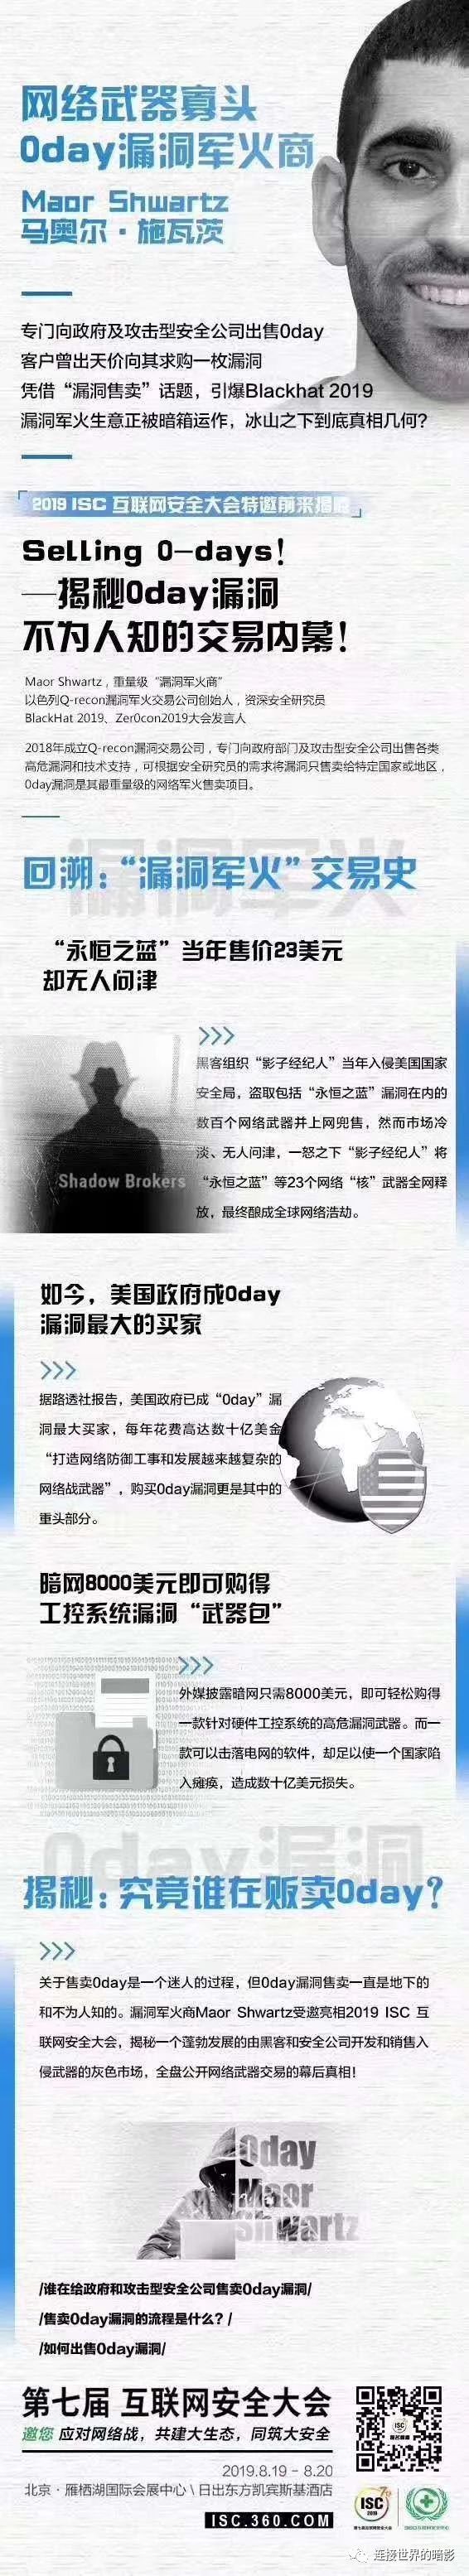 网络武器寡头
0day漏洞军火商
Maor Shwartz
马奥尔·施瓦茨
专门向政府及攻击型安全公司出售0day
客户曾出天价向其求购一枚漏洞
凭借“漏洞售卖”话题，引爆Blackhat 2019
漏洞军火生意正被暗箱运作，冰山之下到底真相几何？
2019 ISC 互联网安全大会特邀前来揭秘
Selling 0-days！
—揭秘0day漏洞
不为人知的交易内幕！
Maor Shwartz，重量级“漏洞军火商”
以色列Q-recon漏洞军火交易公司创始人，资深安全研究员
BlackHat 2019、Zer0con2019大会发言人
2018年成立Q-recon漏洞交易公司，专门向政府部门及攻击型安全公司出售各类
高危漏洞和技术支持，可根据安全研究员的需求将漏洞只售卖给特定国家或地区，
0day漏洞是其最重量级的网络军火售卖项目。
漏洞军火
回溯：“漏洞军火”交易史
“永恒之蓝”当年售价23美元
却无人问津
黑客组织“影子经纪人”当年入侵美国国家
安全局，盗取包括“永恒之蓝”漏洞在内的
数百个网络武器并上网兜售，然而市场冷
淡、无人问津，一怒之下“影子经纪人”将
“永恒之蓝”等23个网络“核”武器全网释
放，最终酿成全球网络浩劫。
Shadow Brokers
如今，美国政府成0day
漏洞最大的买家
据路透社报告，美国政府已成“0day”漏
洞最大买家，每年花费高达数十亿美金
“打造网络防御工事和发展越来越复杂的
网络战武器”，购买0day漏洞更是其中的
重头部分。
暗网8000美元即可购得
工控系统漏洞“武器包”
外媒披露暗网只需8000美元，即可轻松购得
一款针对硬件工控系统的高危漏洞武器。而一
款可以击落电网的软件，却足以使一个国家陷
入瘫痪，造成数十亿美元损失。
0day漏洞
揭秘：究竟谁在贩卖0day？
关于售卖0day是一个迷人的过程，但0day漏洞售卖一直是地下的
和不为人知的。漏洞军火商Maor Shwartz受邀亮相2019 ISC 互
联网安全大会，揭秘一个蓬勃发展的由黑客和安全公司开发和销售入
侵武器的灰色市场，全盘公开网络武器交易的幕后真相！
0day
Maor
Shwartz
/谁在给政府和攻击型安全公司售卖0day漏洞/
/售卖0day漏洞的流程是什么？/
/如何出售0day漏洞/
第七届 互联网安全大会
邀您 应对网络战，共建大生态，同筑大安全
2019.8.19 - 8.20
北京·雁栖湖国际会展中心\日出东方凯宾斯基酒店
ISC.360.COM
ISC
ISC
2019
连接世界的暗影